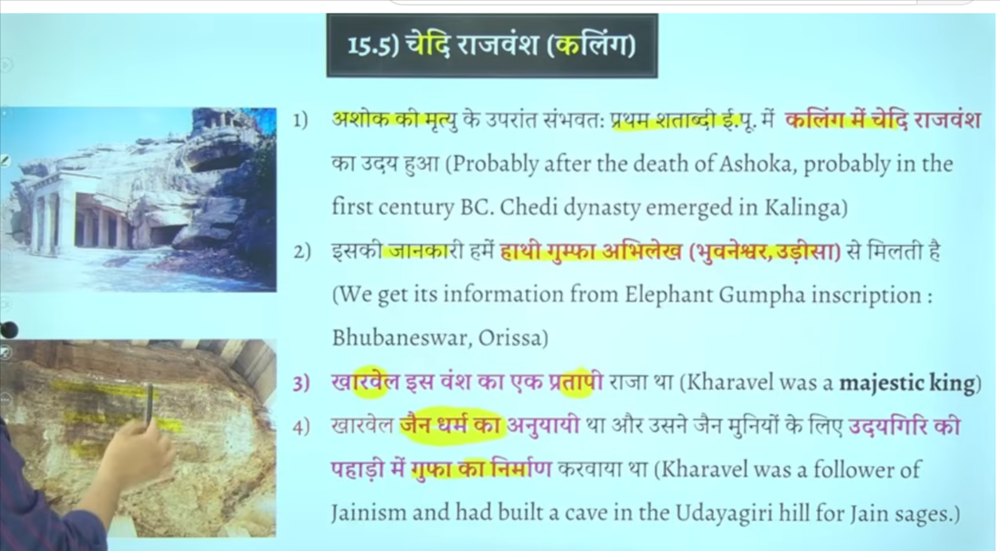 15.5) चेदि राजवंश (कलिंग)
1) अशोक की मृत्यु के उपरांत संभवतः प्रथम शताब्दी ई.पू. में कलिंग में चेदि राजवंश
का उदय हुआ (Probably after the death of Ashoka, probably in the
first century BC. Chedi dynasty emerged in Kalinga)
2) इसकी जानकारी हमें हाथी गुम्फा अभिलेख (भुवनेश्वर,उड़ीसा) से मिलती है
(We get its information from Elephant Gumpha inscription :
Bhubaneswar, Orissa)
3) खारवेल इस वंश का एक प्रतापी राजा था (Kharavel was a majestic king)
4) खारवेल जैन धर्म का अनुयायी था और उसने जैन मुनियों के लिए उदयगिरि की
पहाड़ी में गुफा का निर्माण करवाया था (Kharavel was a follower of
Jainism and had built a cave in the Udayagiri hill for Jain sages.)